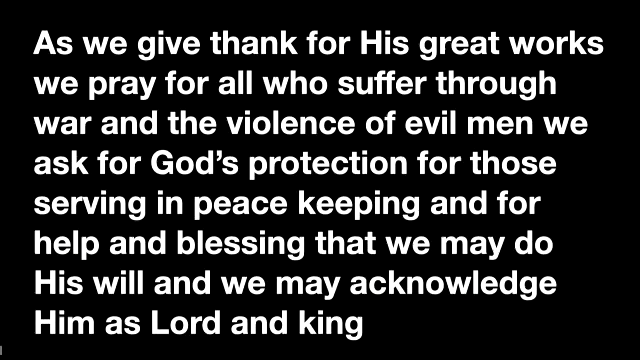 As we give thank for His great works
we pray for all who suffer through
war and the violence of evil men we
ask for God's protection for those
serving in peace keeping and for
help and blessing that we may do
His will and we may acknowledge
Him as Lord and king